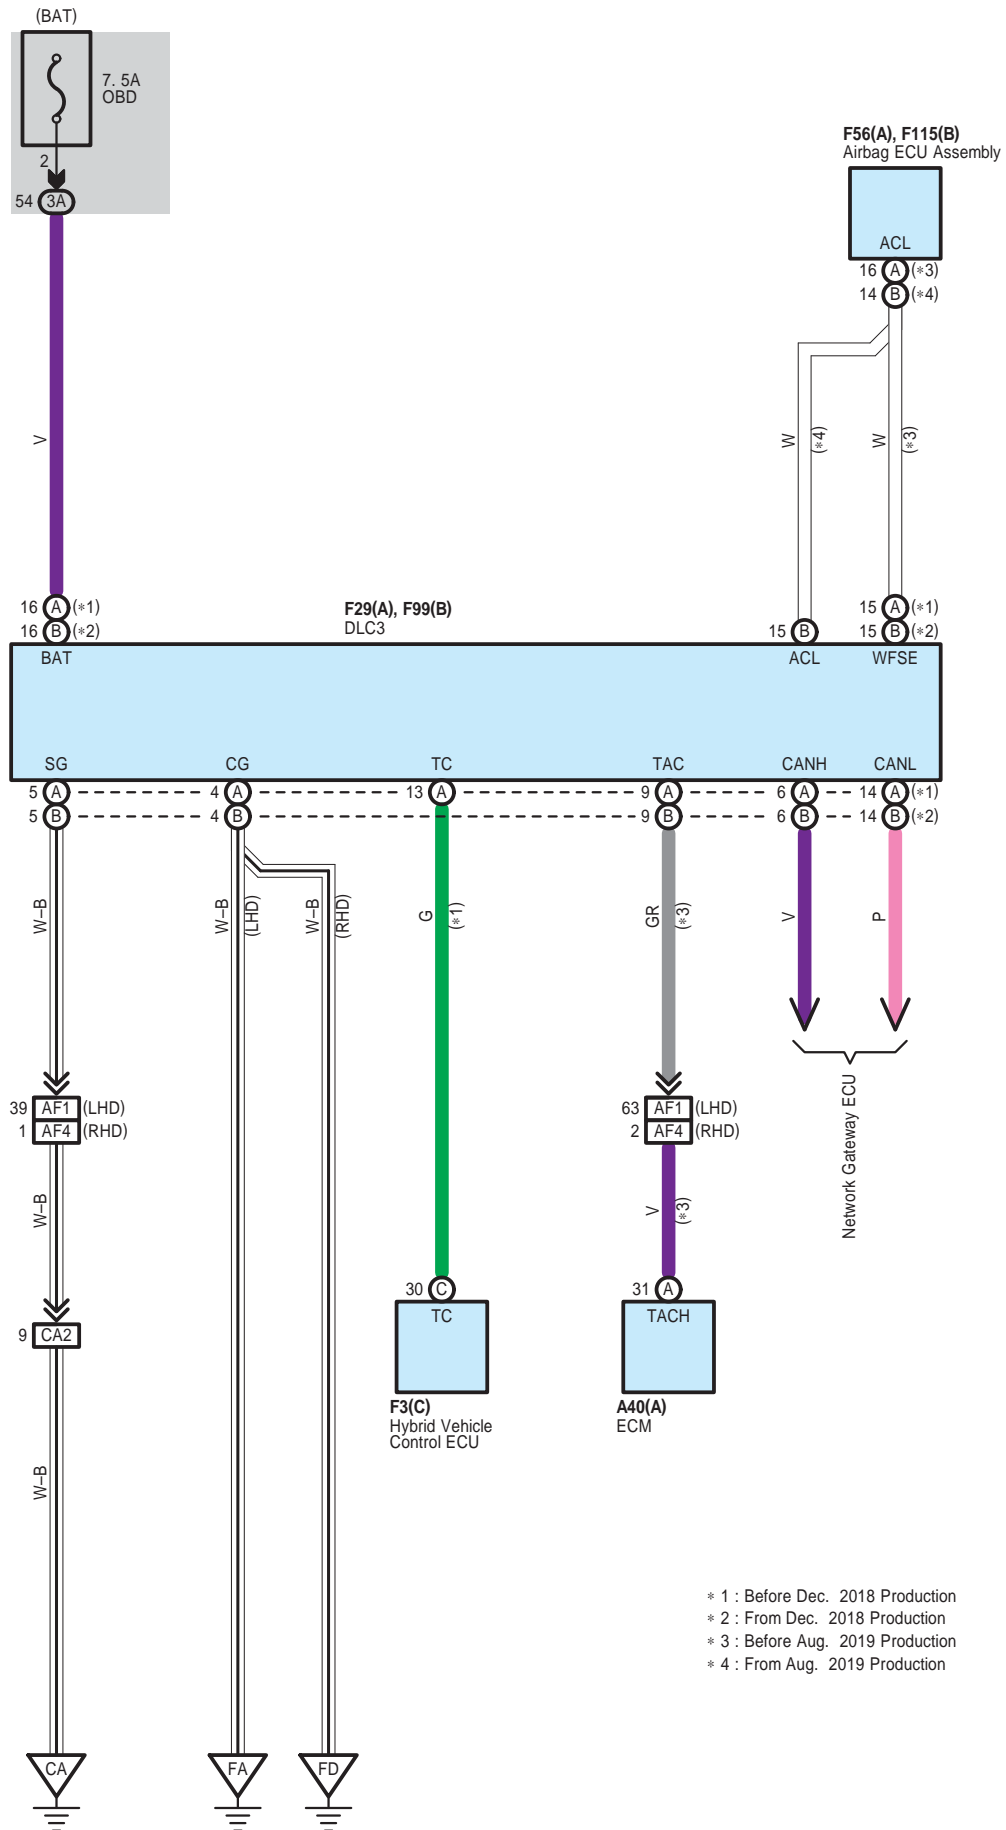 (BAT)
7. 5A
OBD
2
54 3A
F56(A), F115(B)
Airbag ECU Assembly
ACL
16 A (*3)
14 B (*4)
V
W
(*4)
W
(*3)
16 A (*1)
16 B (*2)
F29(A), F99(B)
DLC3
15 B
15 A (*1)
15 B (*2)
BAT
ACL
WFSE
SG
CG
TC
TAC
CANH
CANL
5 A 4 A 13 A 9 A 6 A 14 A (*1)
5 B 4 B 9 B 6 B 14 B (*2)
W–B
W–B
(LHD)
W–B
(RHD)
G
(*1)
GR
(*3)
V
P
39 AF1 (LHD)
1 AF4 (RHD)
63 AF1 (LHD)
2 AF4 (RHD)
Network Gateway ECU
W–B
V
(*3)
30 C
31 A
9 CA2
TC
TACH
F3(C)
Hybrid Vehicle
Control ECU
A40(A)
ECM
W–B
* 1 : Before Dec. 2018 Production
* 2 : From Dec. 2018 Production
* 3 : Before Aug. 2019 Production
* 4 : From Aug. 2019 Production
CA
FA
FD